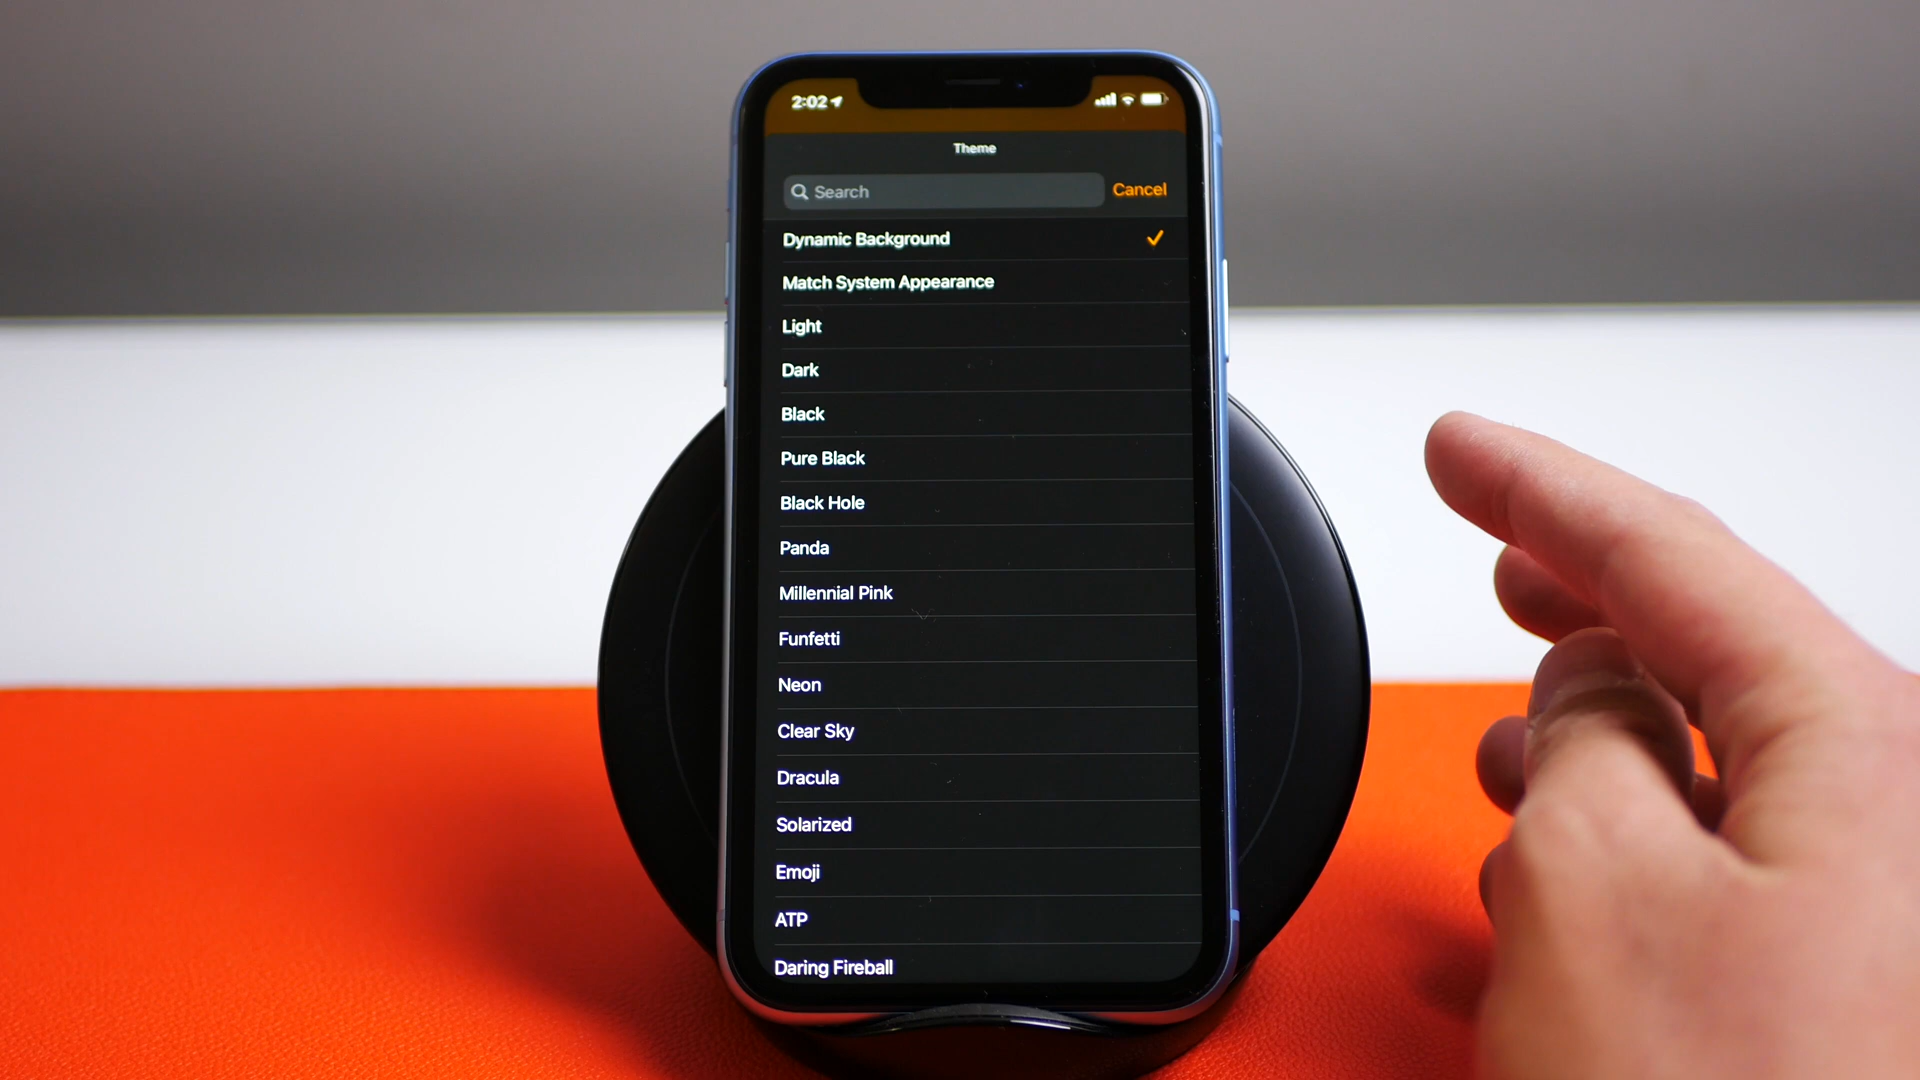 2:02
Theme
Search
Cancel
Dynamic Background
Match System Appearance
Light
Dark
Black
Pure Black
Black Hole
Panda
Millennial Pink
Funfetti
Neon
Clear Sky
Dracula
Solarized
Emoji
ATP
Daring Fireball